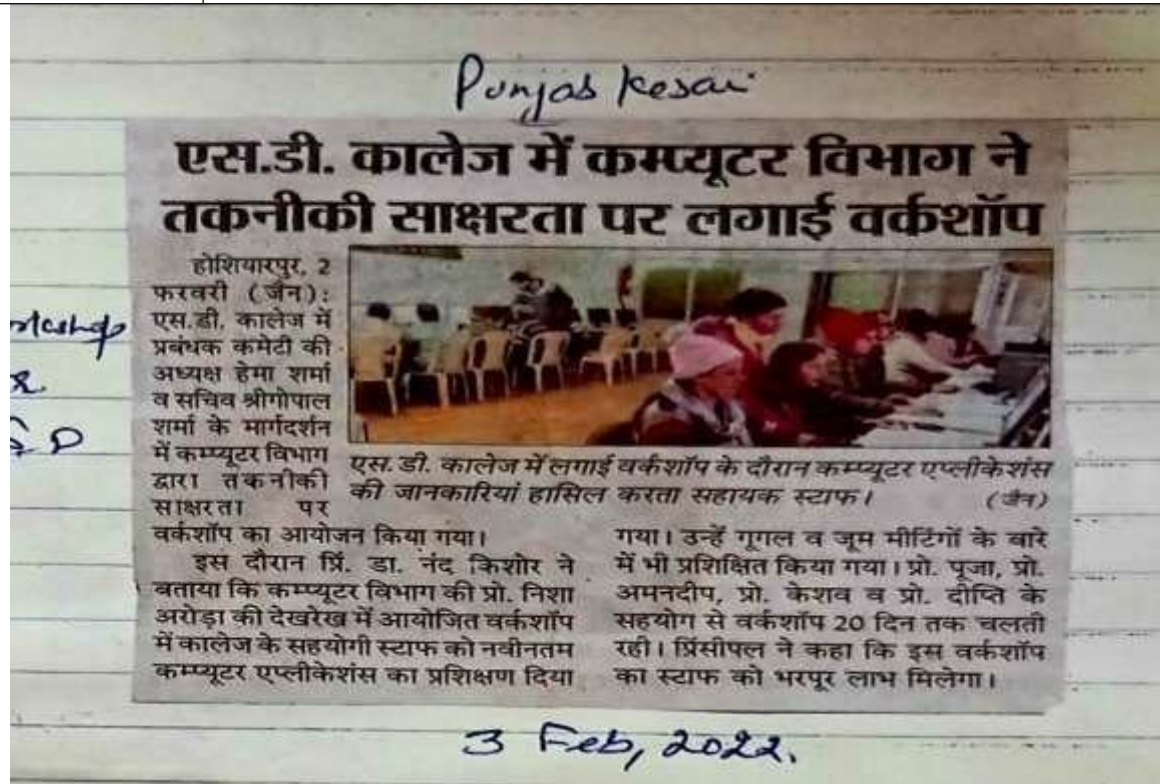 Punjab Kesari
एस.डी. कालेज में कम्प्यूटर विभाग ने
तकनीकी साक्षरता पर लगाई वर्कशॉप
होशियारपुर, 2
फरवरी (जैन):
एस.डी. कालेज में
प्रबंधक कमेटी की
अध्यक्ष हेमा शर्मा
व सचिव श्रीगोपाल
शर्मा के मार्गदर्शन
में कम्प्यूटर विभाग
द्वारा तकनीकी
साक्षरता पर
वर्कशॉप का आयोजन किया गया।
इस दौरान प्रिं. डा. नंद किशोर ने
बताया कि कम्प्यूटर विभाग की प्रो. निशा
अरोड़ा की देखरेख में आयोजित वर्कशॉप
में कालेज के सहयोगी स्टाफ को नवीनतम
कम्प्यूटर एप्लीकेशंस का प्रशिक्षण दिया
एस.डी. कालेज में लगाई वर्कशॉप के दौरान कम्प्यूटर एप्लीकेशंस
की जानकारियां हासिल करता सहायक स्टाफ। (जैन)
गया। उन्हें गूगल व जूम मीटिंगों के बारे
में भी प्रशिक्षित किया गया। प्रो. पूजा, प्रो.
अमनदीप, प्रो. केशव व प्रो. दीप्ति के
सहयोग से वर्कशॉप 20 दिन तक चलती
रही। प्रिंसीपल ने कहा कि इस वर्कशॉप
का स्टाफ को भरपूर लाभ मिलेगा।
3 Feb, 2022.